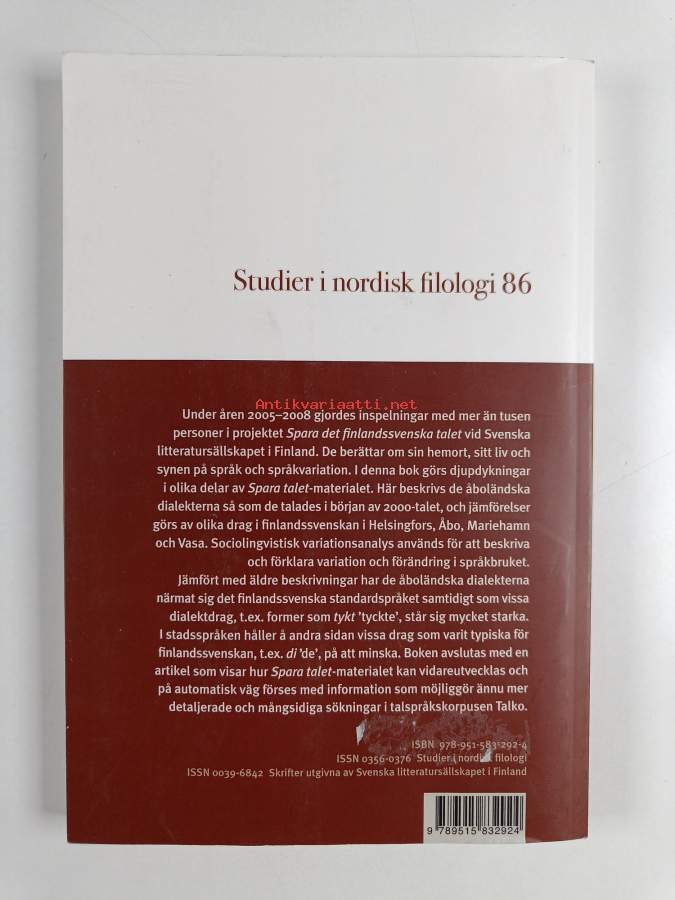 Studier i nordisk filologi 86
Antikvariaatti.net
Under åren 2005–2008 gjordes inspelningar med mer än tusen
personer i projektet Spara det finlandssvenska talet vid Svenska
litteratursällskapet i Finland. De berättar om sin hemort, sitt liv och
synen på språk och språkvariation. I denna bok görs djupdykningar
i olika delar av Spara talet-materialet. Här beskrivs de åboländska
dialekterna så som de talades i början av 2000-talet, och jämförelser
görs av olika drag i finlandssvenskan i Helsingfors, Åbo, Mariehamn
och Vasa. Sociolingvistisk variationsanalys används för att beskriva
och förklara variation och förändring i språkbruket.
Jämfört med äldre beskrivningar har de åboländska dialekterna
närmat sig det finlandssvenska standardspråket samtidigt som vissa
dialektdrag, t.ex. former som tykt ’tyckte’, står sig mycket starka.
I stadsspråken håller å andra sidan vissa drag som varit typiska för
finlandssvenskan, t.ex. di ’de’, på att minska. Boken avslutas med en
artikel som visar hur Spara talet-materialet kan vidareutvecklas och
på automatisk väg förses med information som möjliggör ännu mer
detaljerade och mångsidiga sökningar i talspråkskorpusen Talko.
ISBN 978-951-583-292-4
ISSN 0356-0376 Studier i nordisk filologi
ISSN 0039-6842 Skrifter utgivna av Svenska litteratursällskapet i Finland
9 789515 832924